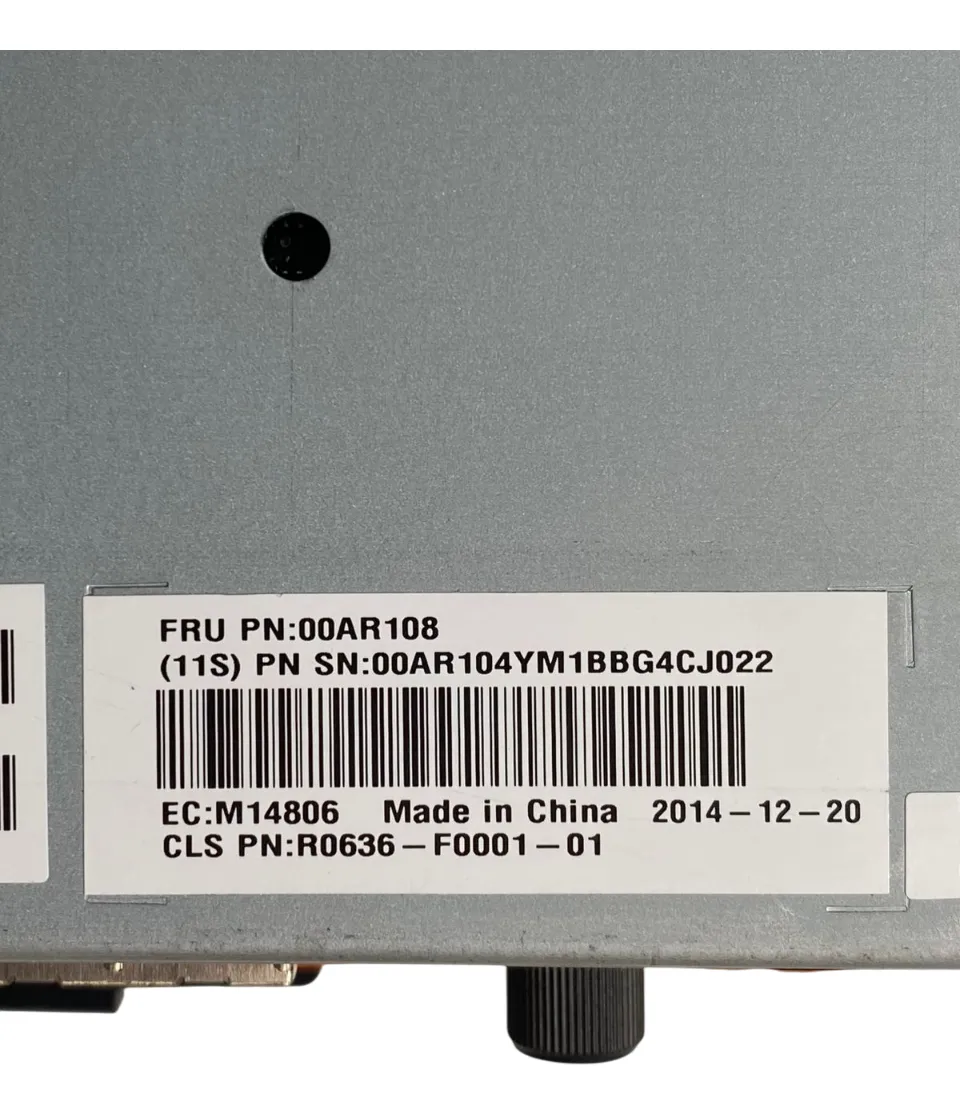 FRU PN:00AR108
(11S) PN SN:00AR104YM1BBG4CJ022
EC:M14806 Made in China 2014-12-20
CLS PN:R0636-F0001-01